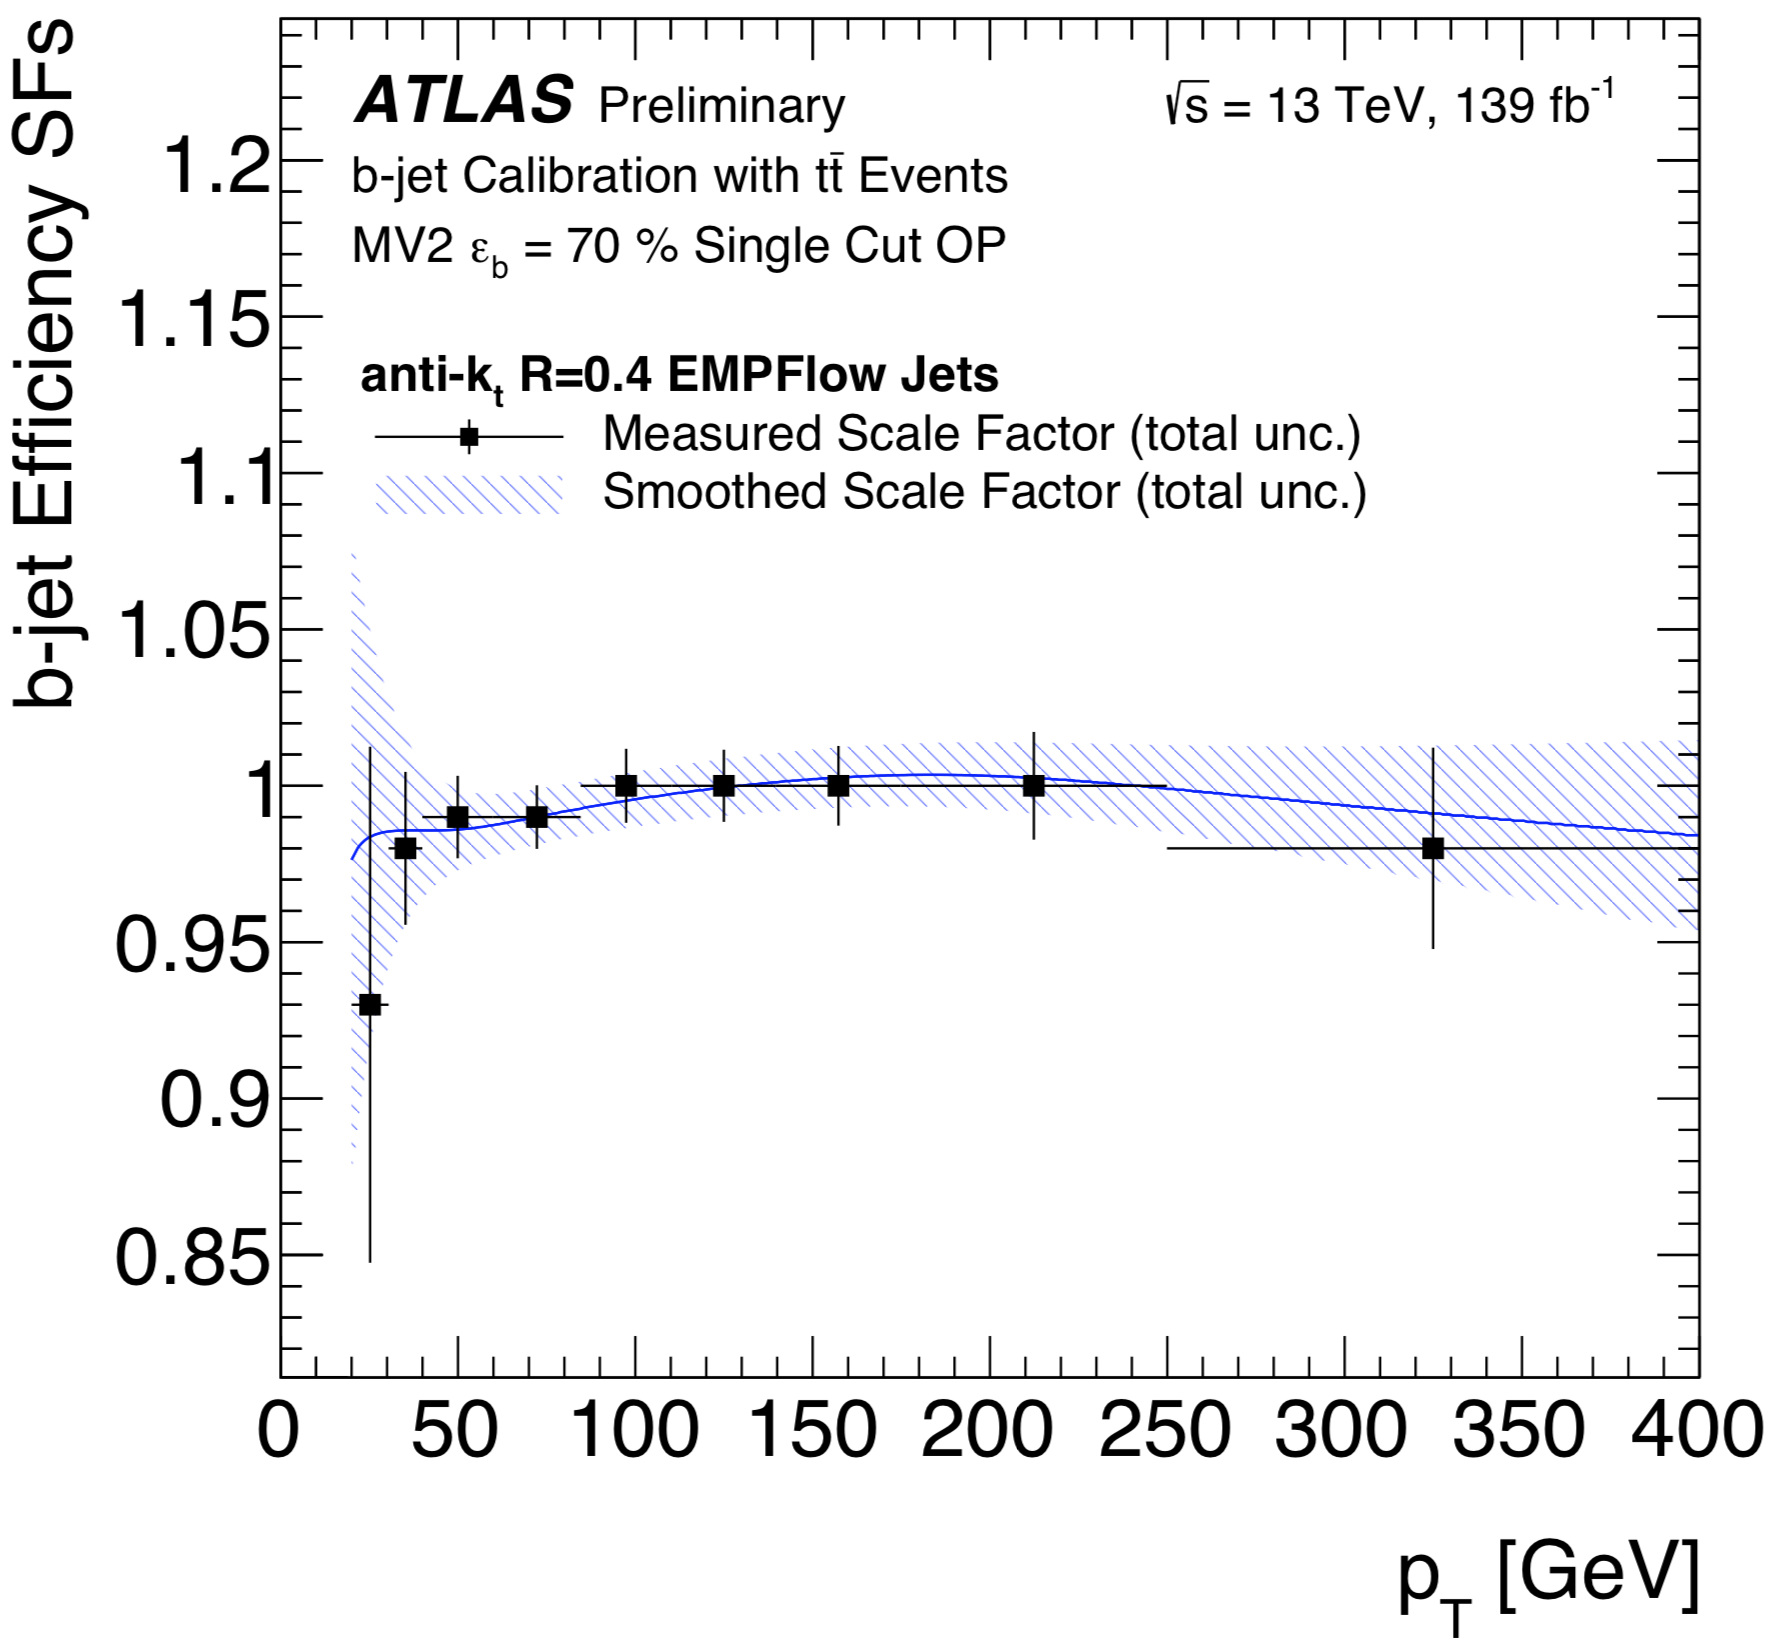 b-jet Efficiency SFs
ATLAS Preliminary
√s = 13 TeV, 139 fb⁻¹
b-jet Calibration with tt̄ Events
MV2 ε_b = 70 % Single Cut OP
anti-k_t R=0.4 EMPFlow Jets
Measured Scale Factor (total unc.)
Smoothed Scale Factor (total unc.)
1.2
1.15
1.1
1.05
1
0.95
0.9
0.85
0 50 100 150 200 250 300 350 400
p_T [GeV]